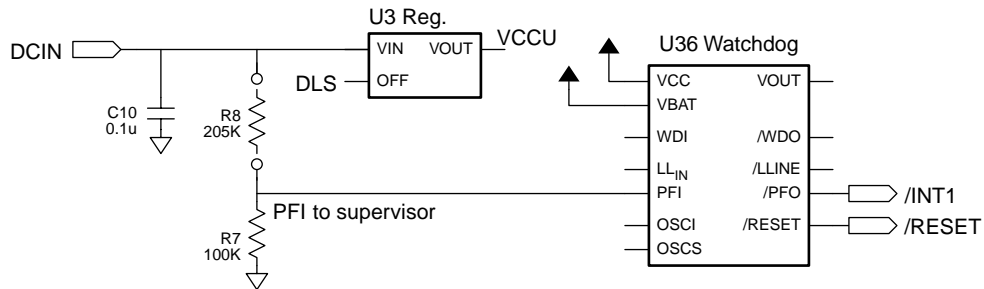 U3 Reg.
DCIN
VIN
VOUT
VCCU
U36 Watchdog
DLS
OFF
VCC
VOUT
VBAT
C10
0.1u
R8
205K
WDI
/WDO
LLIN
/LLINE
PFI
/PFO
/INT1
PFI to supervisor
R7
100K
OSCI
/RESET
/RESET
OSCS